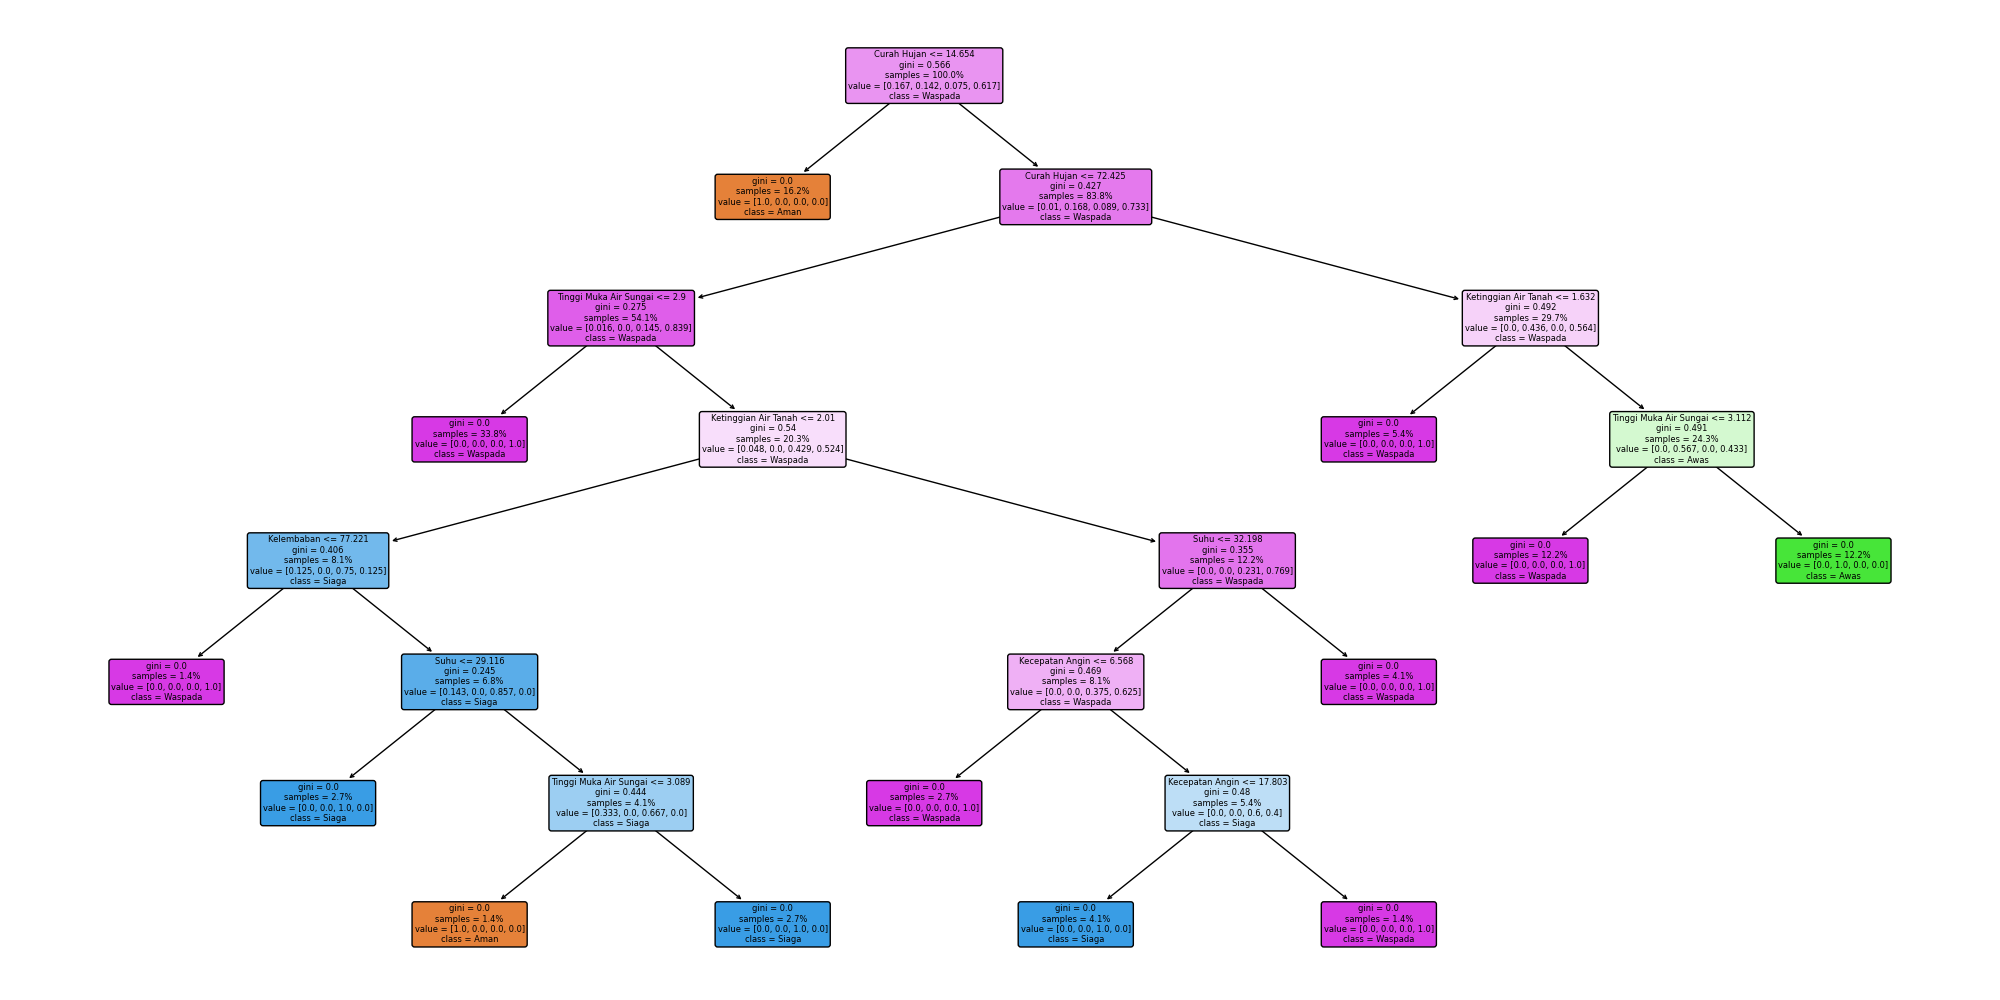 Curah Hujan <= 14.654
gini = 0.566
samples = 100.0%
value = [0.167, 0.142, 0.075, 0.617]
class = Waspada
gini = 0.0
samples = 16.2%
value = [1.0, 0.0, 0.0, 0.0]
class = Aman
Curah Hujan <= 72.425
gini = 0.427
samples = 83.8%
value = [0.01, 0.168, 0.089, 0.733]
class = Waspada
Tinggi Muka Air Sungai <= 2.9
gini = 0.275
samples = 54.1%
value = [0.016, 0.0, 0.145, 0.839]
class = Waspada
Ketinggian Air Tanah <= 1.632
gini = 0.492
samples = 29.7%
value = [0.0, 0.436, 0.0, 0.564]
class = Waspada
gini = 0.0
samples = 33.8%
value = [0.0, 0.0, 0.0, 1.0]
class = Waspada
Ketinggian Air Tanah <= 2.01
gini = 0.54
samples = 20.3%
value = [0.048, 0.0, 0.429, 0.524]
class = Waspada
gini = 0.0
samples = 5.4%
value = [0.0, 0.0, 0.0, 1.0]
class = Waspada
Tinggi Muka Air Sungai <= 3.112
gini = 0.491
samples = 24.3%
value = [0.0, 0.567, 0.0, 0.433]
class = Awas
Kelembaban <= 77.221
gini = 0.406
samples = 8.1%
value = [0.125, 0.0, 0.75, 0.125]
class = Siaga
Suhu <= 32.198
gini = 0.355
samples = 12.2%
value = [0.0, 0.0, 0.231, 0.769]
class = Waspada
gini = 0.0
samples = 12.2%
value = [0.0, 0.0, 0.0, 1.0]
class = Waspada
gini = 0.0
samples = 12.2%
value = [0.0, 1.0, 0.0, 0.0]
class = Awas
gini = 0.0
samples = 1.4%
value = [0.0, 0.0, 0.0, 1.0]
class = Waspada
Suhu <= 29.116
gini = 0.245
samples = 6.8%
value = [0.143, 0.0, 0.857, 0.0]
class = Siaga
Kecepatan Angin <= 6.568
gini = 0.469
samples = 8.1%
value = [0.0, 0.0, 0.375, 0.625]
class = Waspada
gini = 0.0
samples = 4.1%
value = [0.0, 0.0, 0.0, 1.0]
class = Waspada
gini = 0.0
samples = 2.7%
value = [0.0, 0.0, 1.0, 0.0]
class = Siaga
Tinggi Muka Air Sungai <= 3.089
gini = 0.444
samples = 4.1%
value = [0.333, 0.0, 0.667, 0.0]
class = Siaga
gini = 0.0
samples = 2.7%
value = [0.0, 0.0, 0.0, 1.0]
class = Waspada
Kecepatan Angin <= 17.803
gini = 0.48
samples = 5.4%
value = [0.0, 0.0, 0.6, 0.4]
class = Siaga
gini = 0.0
samples = 1.4%
value = [1.0, 0.0, 0.0, 0.0]
class = Aman
gini = 0.0
samples = 2.7%
value = [0.0, 0.0, 1.0, 0.0]
class = Siaga
gini = 0.0
samples = 4.1%
value = [0.0, 0.0, 1.0, 0.0]
class = Siaga
gini = 0.0
samples = 1.4%
value = [0.0, 0.0, 0.0, 1.0]
class = Waspada